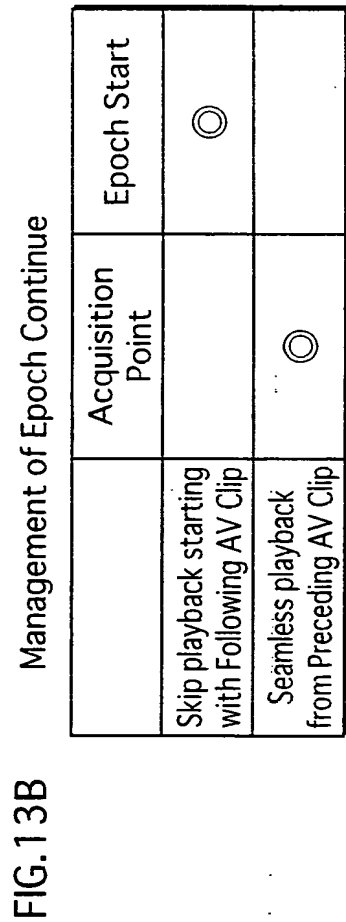 FIG.13B
Management of Epoch Continue
Acquisition
Point
Epoch Start
Skip playback starting
with Following AV Clip
◎
Seamless playback
from Preceding AV Clip
◎